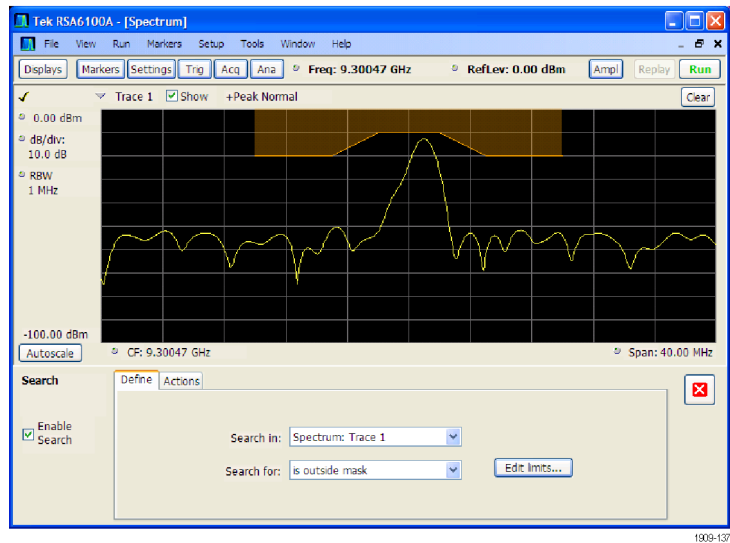 Tek RSA6100A - [Spectrum]
File View Run Markers Setup Tools Window Help
Displays Markers Settings Trig Acq Ana Freq: 9.30047 GHz RefLev: 0.00 dBm Ampl Replay Run
Trace 1 Show +Peak Normal Clear
0.00 dBm
dB/div:
10.0 dB
RBW
1 MHz
-100.00 dBm
Autoscale CF: 9.30047 GHz Span: 40.00 MHz
Search Define Actions
Enable
Search
Search in: Spectrum: Trace 1
Search for: is outside mask Edit limits...
1909-137